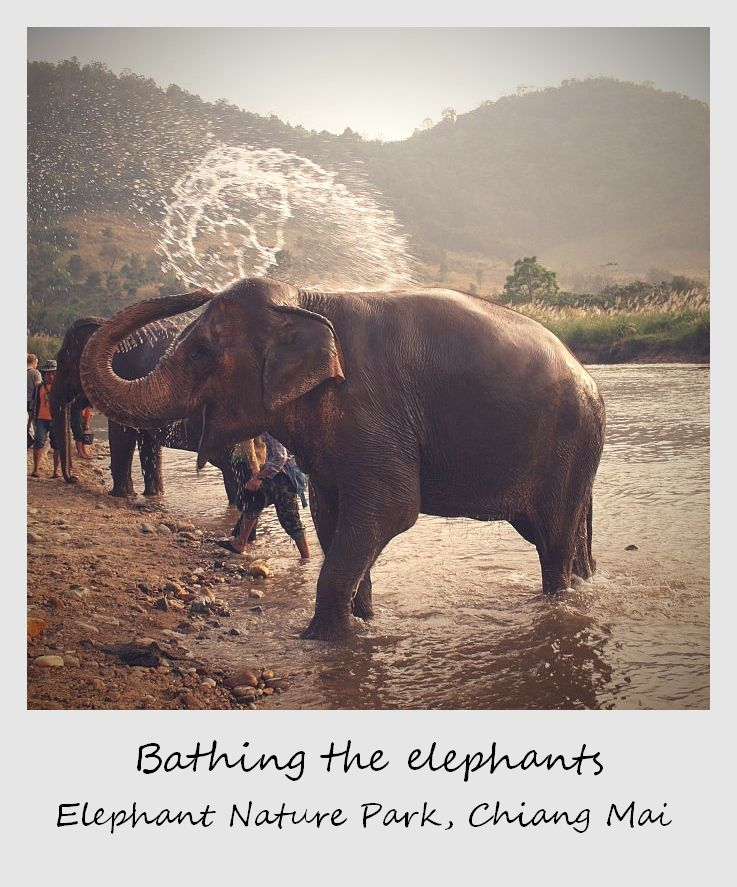 Bathing the elephants
Elephant Nature Park, Chiang Mai